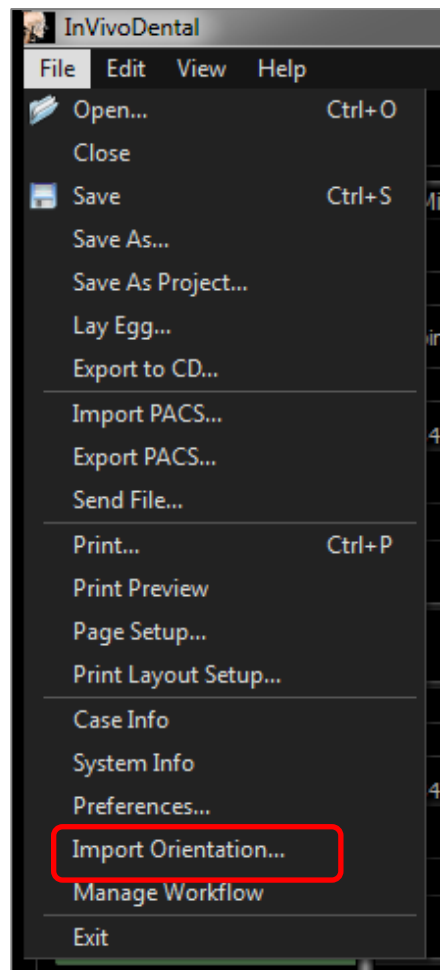 InVivoDental
File Edit View Help
Open... Ctrl+O
Close
Save Ctrl+S
Save As...
Save As Project...
Lay Egg...
Export to CD...
Import PACS...
Export PACS...
Send File...
Print... Ctrl+P
Print Preview
Page Setup...
Print Layout Setup...
Case Info
System Info
Preferences...
Import Orientation...
Manage Workflow
Exit